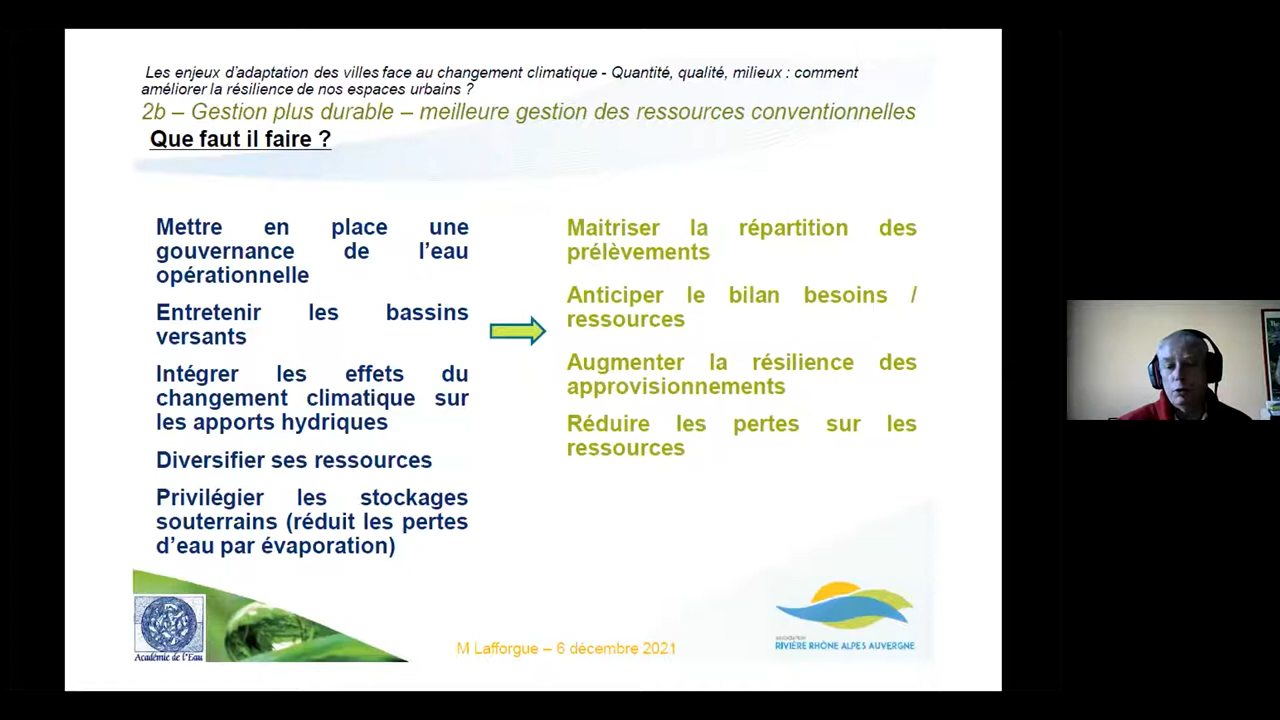 Les enjeux d’adaptation des villes face au changement climatique - Quantité, qualité, milieux : comment
améliorer la résilience de nos espaces urbains ?
2b – Gestion plus durable – meilleure gestion des ressources conventionnelles
Que faut il faire ?
Mettre en place une
gouvernance de l’eau
opérationnelle
Entretenir les bassins
versants
Intégrer les effets du
changement climatique sur
les apports hydriques
Diversifier ses ressources
Privilégier les stockages
souterrains (réduit les pertes
d’eau par évaporation)
Maitriser la répartition des
prélèvements
Anticiper le bilan besoins /
ressources
Augmenter la résilience des
approvisionnements
Réduire les pertes sur les
ressources
Académie de l’Eau
M Lafforgue – 6 décembre 2021
association
RIVIÈRE RHÔNE ALPES AUVERGNE